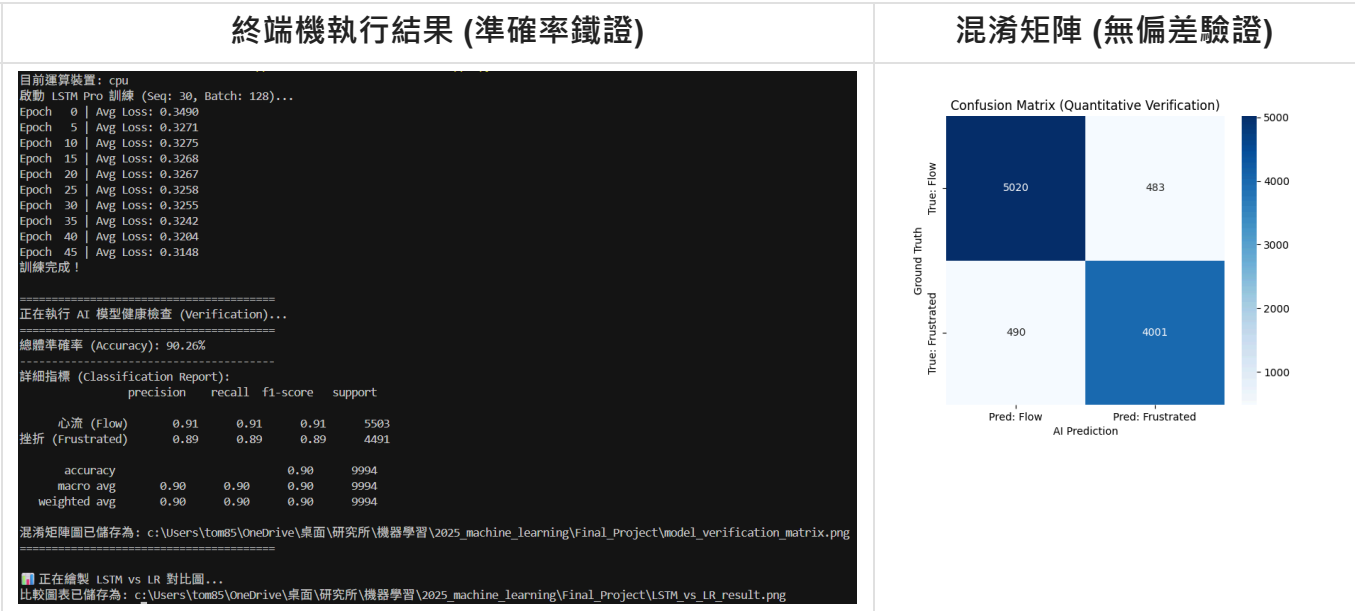 終端機執行結果 (準確率鐵證)
目前運算裝置: cpu
啟動 LSTM Pro 訓練 (Seq: 30, Batch: 128)...
Epoch   0 | Avg Loss: 0.3490
Epoch   5 | Avg Loss: 0.3271
Epoch  10 | Avg Loss: 0.3275
Epoch  15 | Avg Loss: 0.3268
Epoch  20 | Avg Loss: 0.3267
Epoch  25 | Avg Loss: 0.3258
Epoch  30 | Avg Loss: 0.3255
Epoch  35 | Avg Loss: 0.3242
Epoch  40 | Avg Loss: 0.3204
Epoch  45 | Avg Loss: 0.3148
訓練完成！
========================================
正在執行 AI 模型健康檢查 (Verification)...
========================================
總體準確率 (Accuracy): 90.26%
----------------------------------------
詳細指標 (Classification Report):
precision    recall  f1-score   support
心流 (Flow)       0.91      0.91      0.91      5503
挫折 (Frustrated)       0.89      0.89      0.89      4491
accuracy                           0.90      9994
macro avg       0.90      0.90      0.90      9994
weighted avg       0.90      0.90      0.90      9994
混淆矩陣圖已儲存為: c:\Users\tom85\OneDrive\桌面\研究所\機器學習\2025_machine_learning\Final_Project\model_verification_matrix.png
========================================
📊 正在繪製 LSTM vs LR 對比圖...
比較圖表已儲存為: c:\Users\tom85\OneDrive\桌面\研究所\機器學習\2025_machine_learning\Final_Project\LSTM_vs_LR_result.png
混淆矩陣 (無偏差驗證)
Confusion Matrix (Quantitative Verification)
Ground Truth
True: Flow
5020
483
True: Frustrated
490
4001
Pred: Flow
Pred: Frustrated
AI Prediction
5000
4000
3000
2000
1000